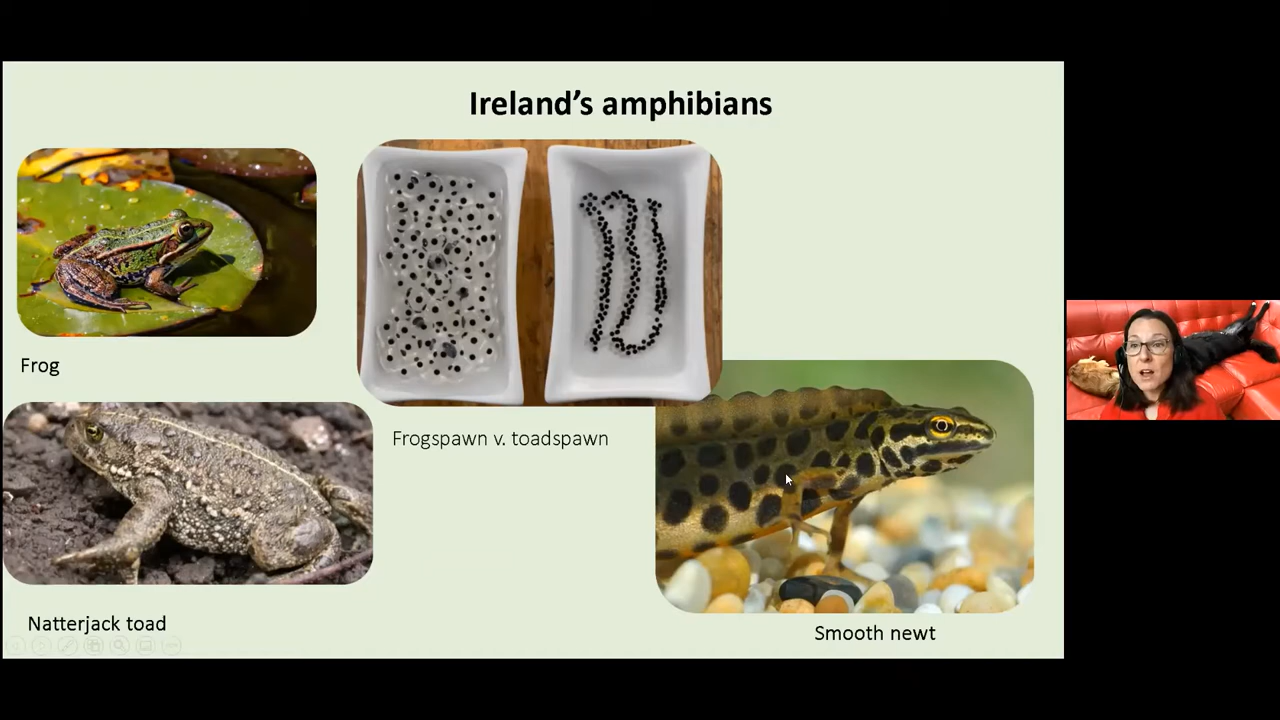 Ireland's amphibians
Frog
Frogspawn v. toadspawn
Natterjack toad
Smooth newt